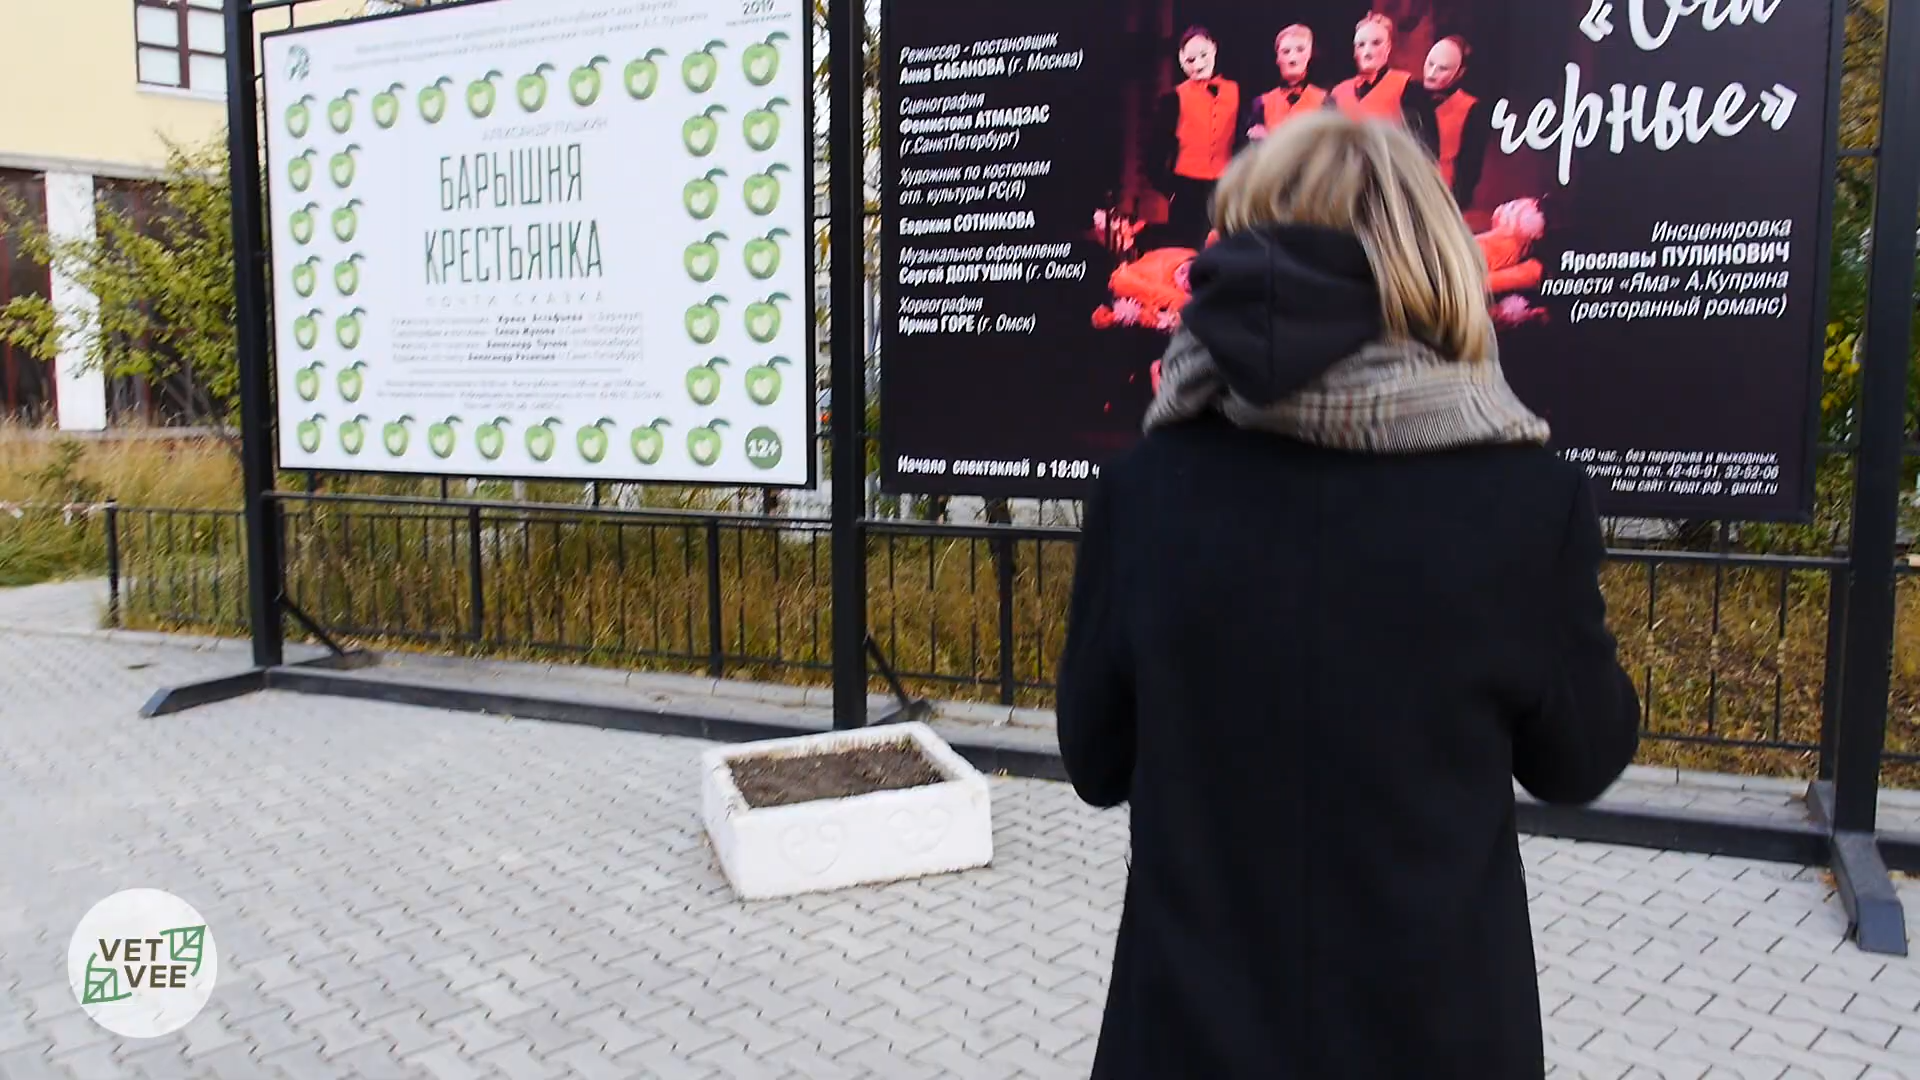 2019
АЛЕКСАНДР ПУШКИН
БАРЫШНЯ
КРЕСТЬЯНКА
ПОЧТИ СКАЗКА
12+
Режиссер - постановщик
Анна БАБАНОВА (г. Москва)
Сценография
Фемистокл АТМАДЗАС
(г.СанктПетербург)
Художник по костюмам
отл. культуры РС(Я)
Евдокия СОТНИКОВА
Музыкальное оформление
Сергей ДОЛГУШИН (г. Омск)
Хореография
Ирина ГОРЕ (г. Омск)
Начало спектаклей в 18:00 ч
черные»
Инсценировка
Ярославы ПУЛИНОВИЧ
повести «Яма» А.Куприна
(ресторанный романс)
19-00 час., без перерыва и выходных.
по тел. 42-46-91, 32-52-06
Наш сайт: гардт.рф , gardt.ru
VET
VEE